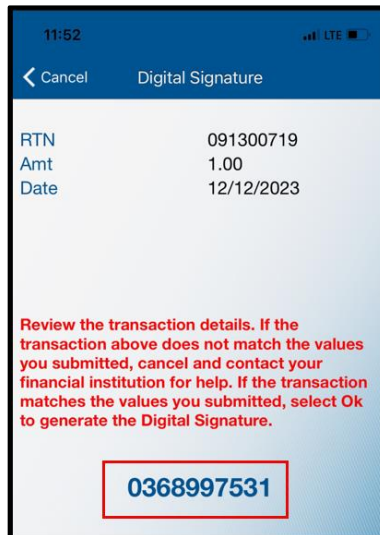 11:52 LTE
Cancel Digital Signature
RTN 091300719
Amt 1.00
Date 12/12/2023
Review the transaction details. If the
transaction above does not match the values
you submitted, cancel and contact your
financial institution for help. If the transaction
matches the values you submitted, select Ok
to generate the Digital Signature.
0368997531